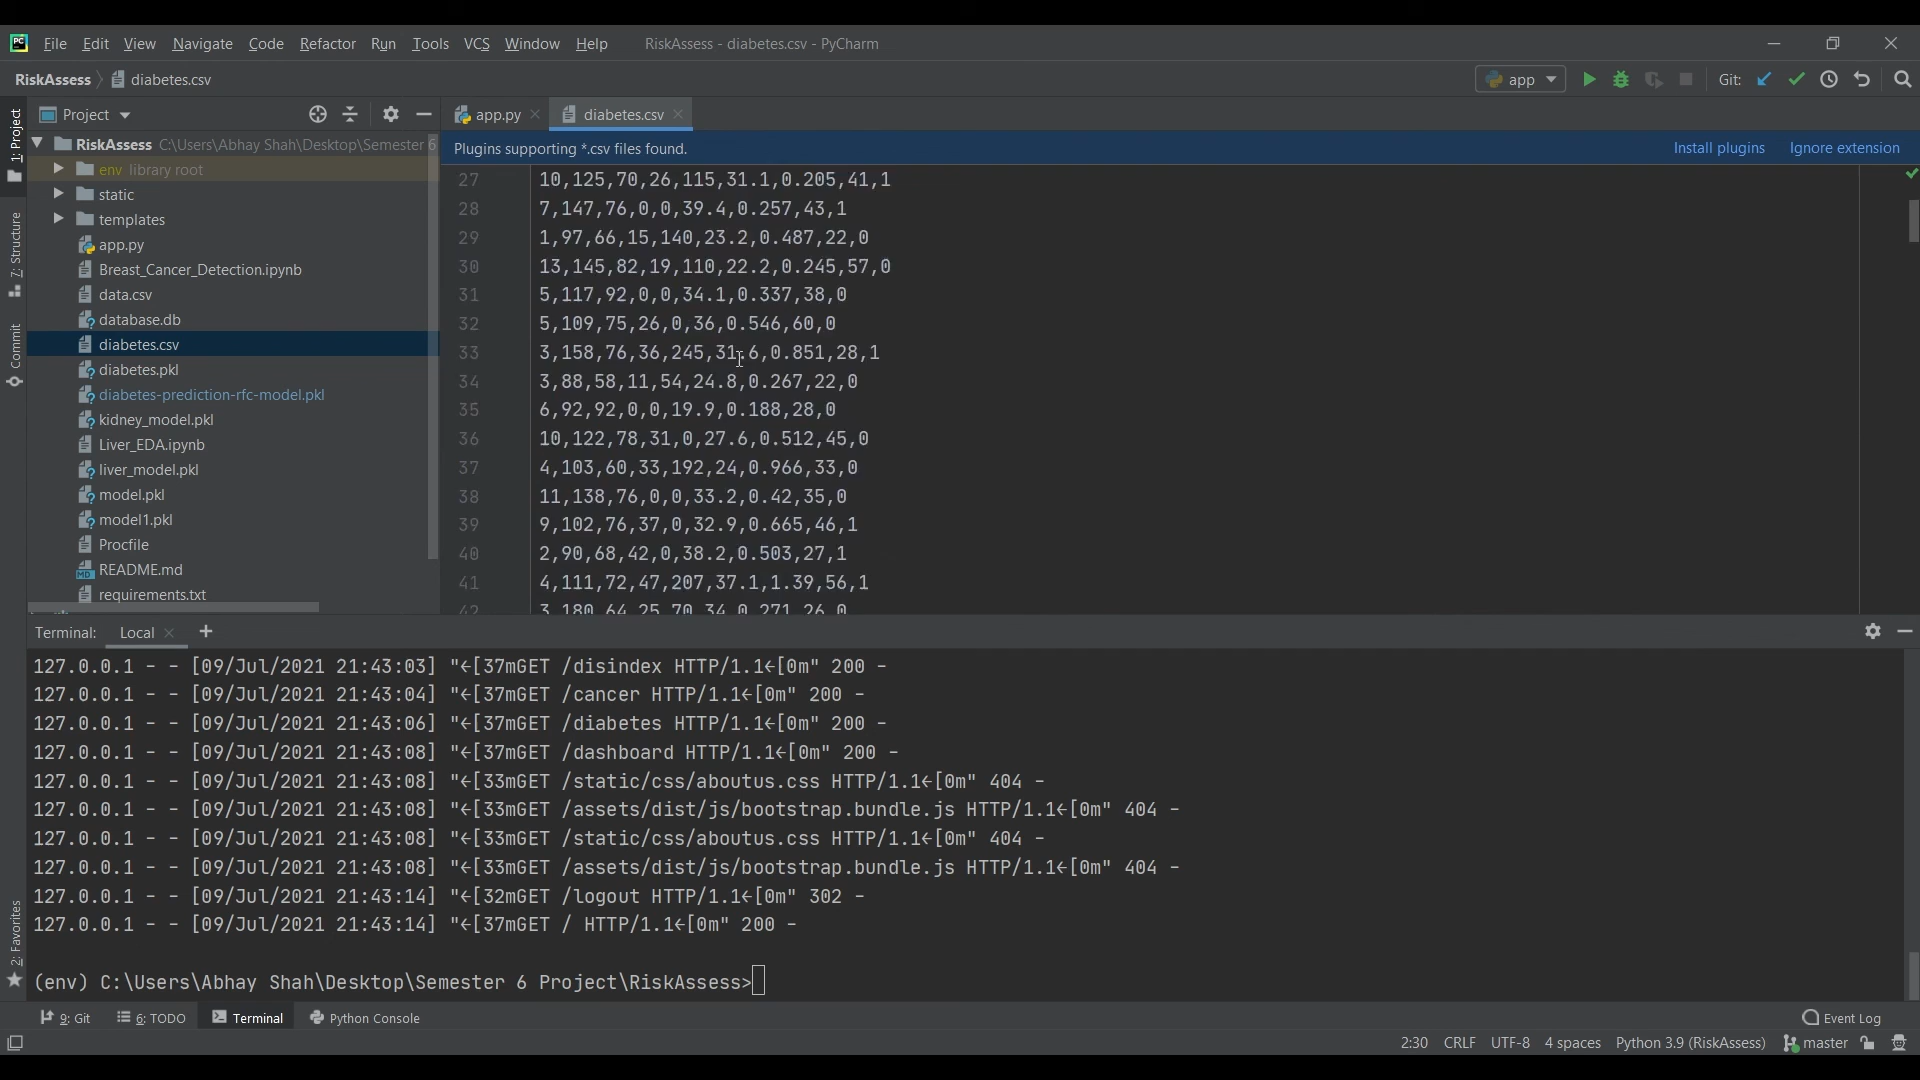 PC File Edit View Navigate Code Refactor Run Tools VCS Window Help RiskAssess - diabetes.csv - PyCharm
RiskAssess diabetes.csv app Git:
1: Project
7: Structure
Commit
2: Favorites
Project
RiskAssess C:\Users\Abhay Shah\Desktop\Semester 6
env library root
static
templates
app.py
Breast_Cancer_Detection.ipynb
data.csv
database.db
diabetes.csv
diabetes.pkl
diabetes-prediction-rfc-model.pkl
kidney_model.pkl
Liver_EDA.ipynb
liver_model.pkl
model.pkl
model1.pkl
Procfile
README.md
requirements.txt
app.py diabetes.csv
Plugins supporting *.csv files found. Install plugins Ignore extension
27 10,125,70,26,115,31.1,0.205,41,1
28 7,147,76,0,0,39.4,0.257,43,1
29 1,97,66,15,140,23.2,0.487,22,0
30 13,145,82,19,110,22.2,0.245,57,0
31 5,117,92,0,0,34.1,0.337,38,0
32 5,109,75,26,0,36,0.546,60,0
33 3,158,76,36,245,31.6,0.851,28,1
34 3,88,58,11,54,24.8,0.267,22,0
35 6,92,92,0,0,19.9,0.188,28,0
36 10,122,78,31,0,27.6,0.512,45,0
37 4,103,60,33,192,24,0.966,33,0
38 11,138,76,0,0,33.2,0.42,35,0
39 9,102,76,37,0,32.9,0.665,46,1
40 2,90,68,42,0,38.2,0.503,27,1
41 4,111,72,47,207,37.1,1.39,56,1
42 3,180,64,25,70,34,0.271,26,0
Terminal: Local
127.0.0.1 - - [09/Jul/2021 21:43:03] "←[37mGET /disindex HTTP/1.1←[0m" 200 -
127.0.0.1 - - [09/Jul/2021 21:43:04] "←[37mGET /cancer HTTP/1.1←[0m" 200 -
127.0.0.1 - - [09/Jul/2021 21:43:06] "←[37mGET /diabetes HTTP/1.1←[0m" 200 -
127.0.0.1 - - [09/Jul/2021 21:43:08] "←[37mGET /dashboard HTTP/1.1←[0m" 200 -
127.0.0.1 - - [09/Jul/2021 21:43:08] "←[33mGET /static/css/aboutus.css HTTP/1.1←[0m" 404 -
127.0.0.1 - - [09/Jul/2021 21:43:08] "←[33mGET /assets/dist/js/bootstrap.bundle.js HTTP/1.1←[0m" 404 -
127.0.0.1 - - [09/Jul/2021 21:43:08] "←[33mGET /static/css/aboutus.css HTTP/1.1←[0m" 404 -
127.0.0.1 - - [09/Jul/2021 21:43:08] "←[33mGET /assets/dist/js/bootstrap.bundle.js HTTP/1.1←[0m" 404 -
127.0.0.1 - - [09/Jul/2021 21:43:14] "←[32mGET /logout HTTP/1.1←[0m" 302 -
127.0.0.1 - - [09/Jul/2021 21:43:14] "←[37mGET / HTTP/1.1←[0m" 200 -
(env) C:\Users\Abhay Shah\Desktop\Semester 6 Project\RiskAssess>
9: Git 6: TODO Terminal Python Console Event Log
2:30 CRLF UTF-8 4 spaces Python 3.9 (RiskAssess) master